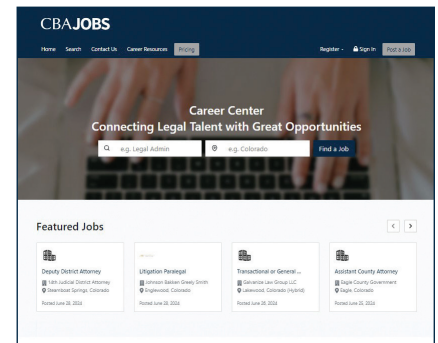 CBAJOBS
Home Search Contact Us Career Resources Pricing Register Sign In Post a Job
Career Center
Connecting Legal Talent with Great Opportunities
e.g. Legal Admin e.g. Colorado Find a Job
Featured Jobs
Deputy District Attorney
14th Judicial District Attorney
Steamboat Springs, Colorado
Posted June 28, 2024
Litigation Paralegal
Johnson Bakken Greely Smith
Englewood, Colorado
Posted June 28, 2024
Transactional or General ...
Galvanize Law Group LLC
Lakewood, Colorado (Hybrid)
Posted June 26, 2024
Assistant County Attorney
Eagle County Government
Eagle, Colorado
Posted June 25, 2024